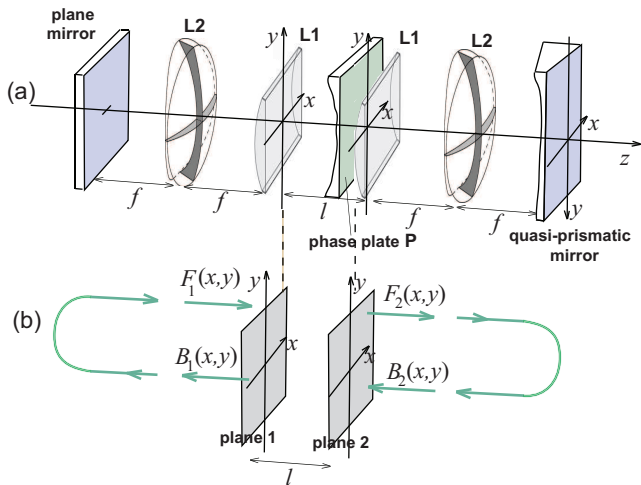 plane
mirror
L2
L1
y
L1
L2
y
(a)
x
x
x
z
f
f
l
f
f
y
phase plate P
quasi-prismatic
mirror
(b)
F1(x,y)
y
y
F2(x,y)
B1(x,y)
x
x
B2(x,y)
plane 1
plane 2
l